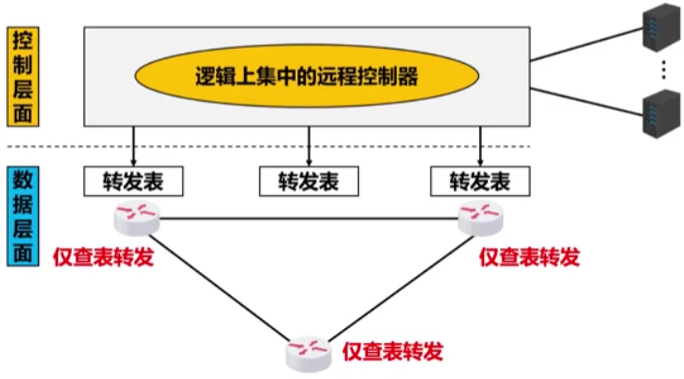 控制层面
逻辑上集中的远程控制器
转发表
转发表
转发表
数据层面
仅查表转发
仅查表转发
仅查表转发